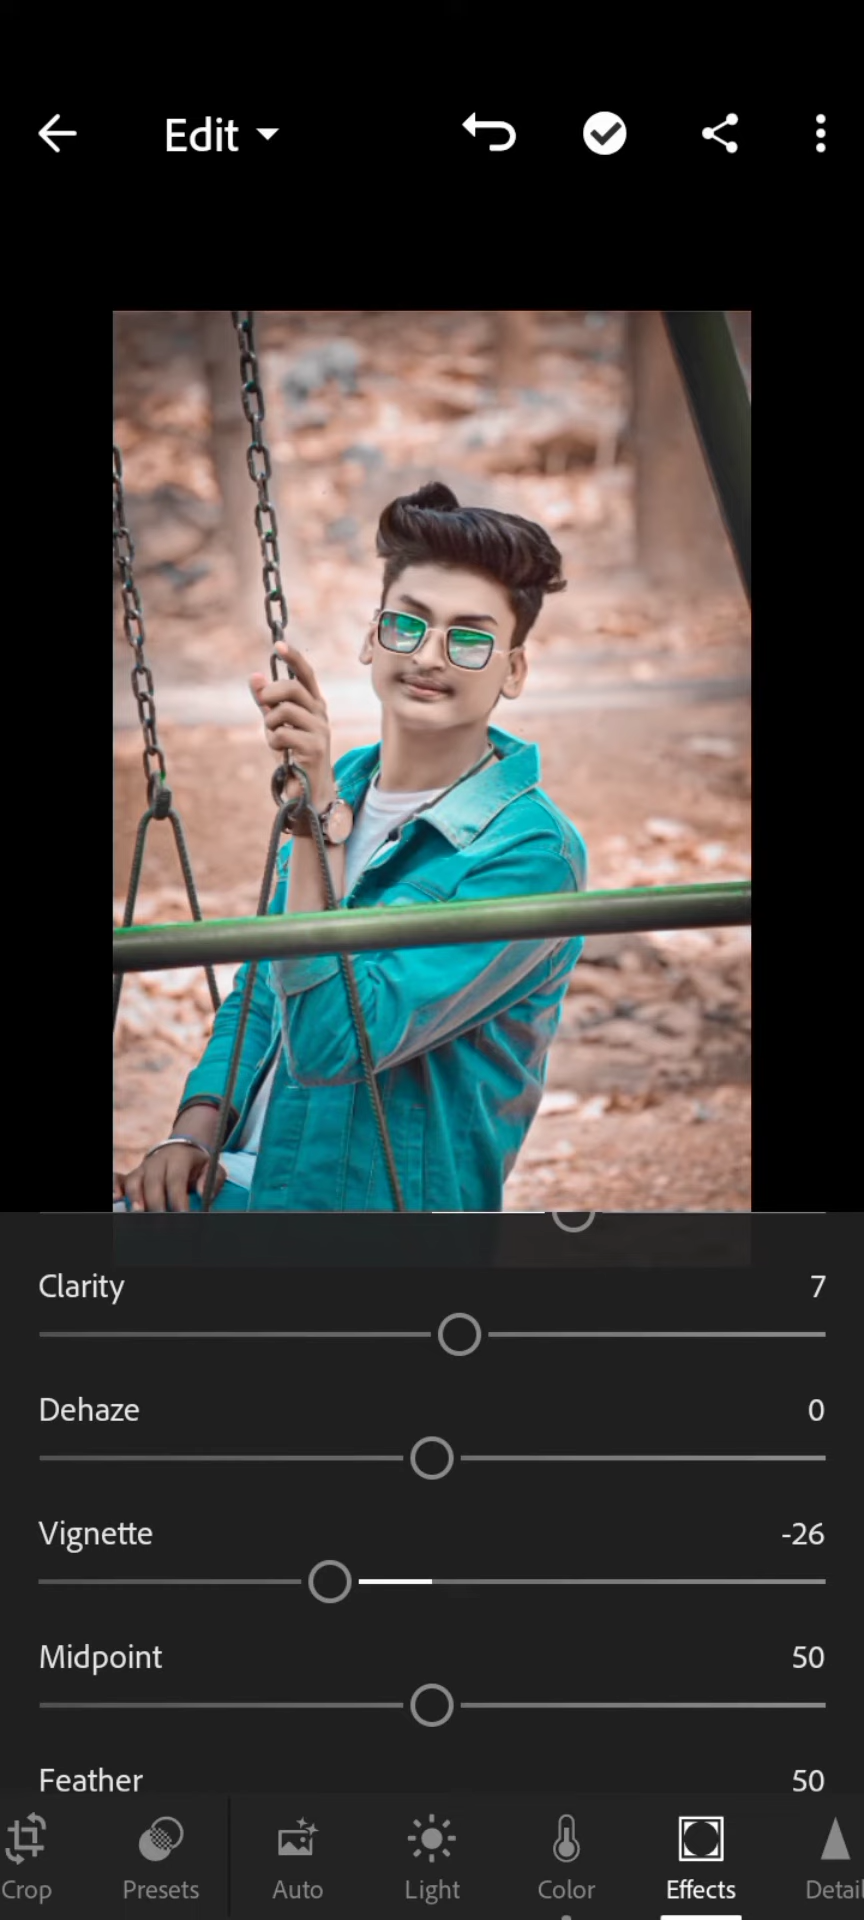 Edit
Clarity 7
Dehaze 0
Vignette -26
Midpoint 50
Feather 50
Crop Presets Auto Light Color Effects Detail